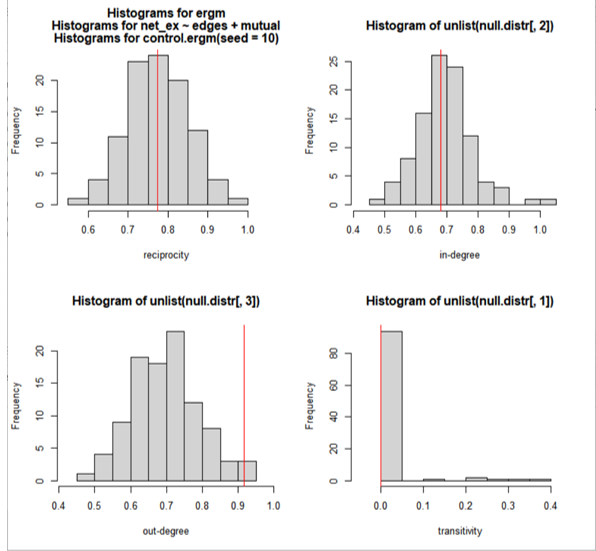 Histograms for ergm
Histograms for net_ex ~ edges + mutual
Histograms for control.ergm(seed = 10)
Frequency
0 5 10 15 20
0.6 0.7 0.8 0.9 1.0
reciprocity
Histogram of unlist(null.distr[, 2])
Frequency
0 5 10 15 20 25
0.4 0.5 0.6 0.7 0.8 0.9 1.0
in-degree
Histogram of unlist(null.distr[, 3])
Frequency
0 5 10 15 20
0.4 0.5 0.6 0.7 0.8 0.9 1.0
out-degree
Histogram of unlist(null.distr[, 1])
Frequency
0 20 40 60 80
0.0 0.1 0.2 0.3 0.4
transitivity